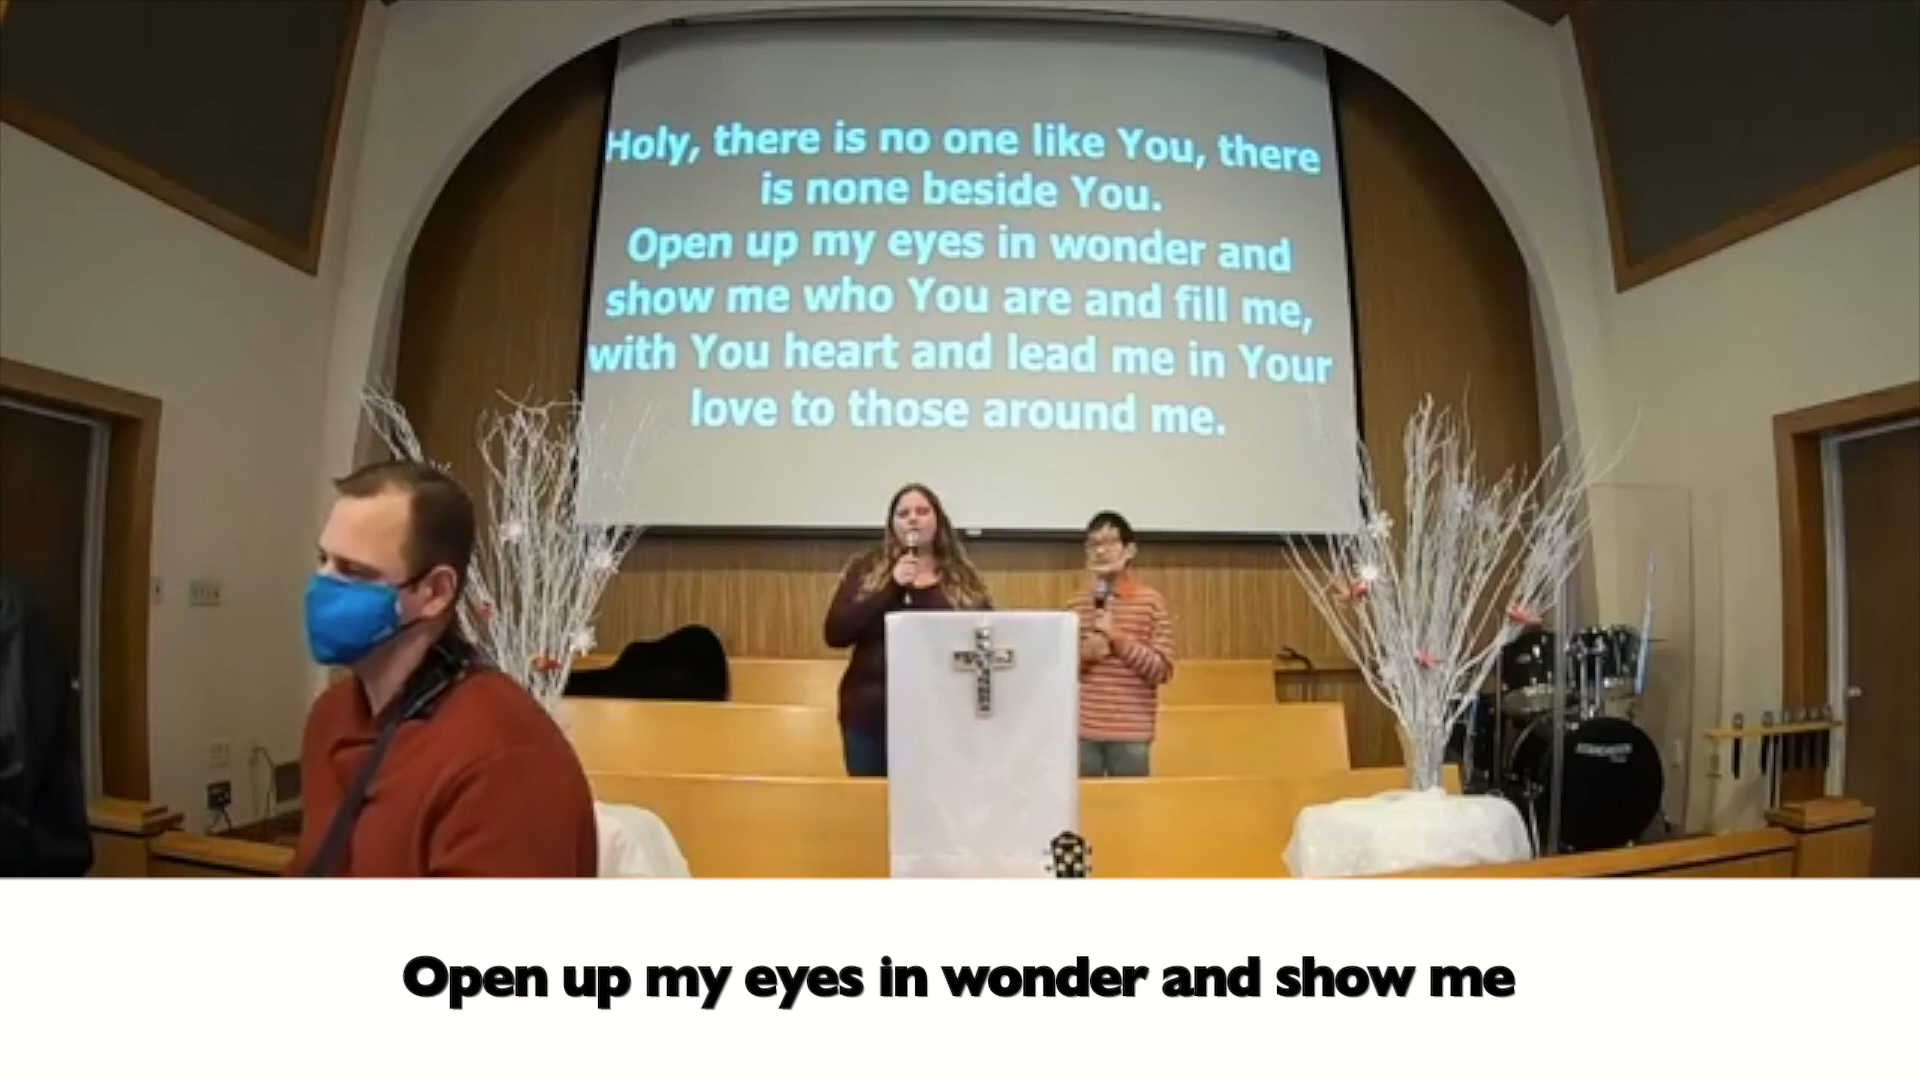 Holy, there is no one like You, there
is none beside You.
Open up my eyes in wonder and
show me who You are and fill me,
with You heart and lead me in Your
love to those around me.
Open up my eyes in wonder and show me